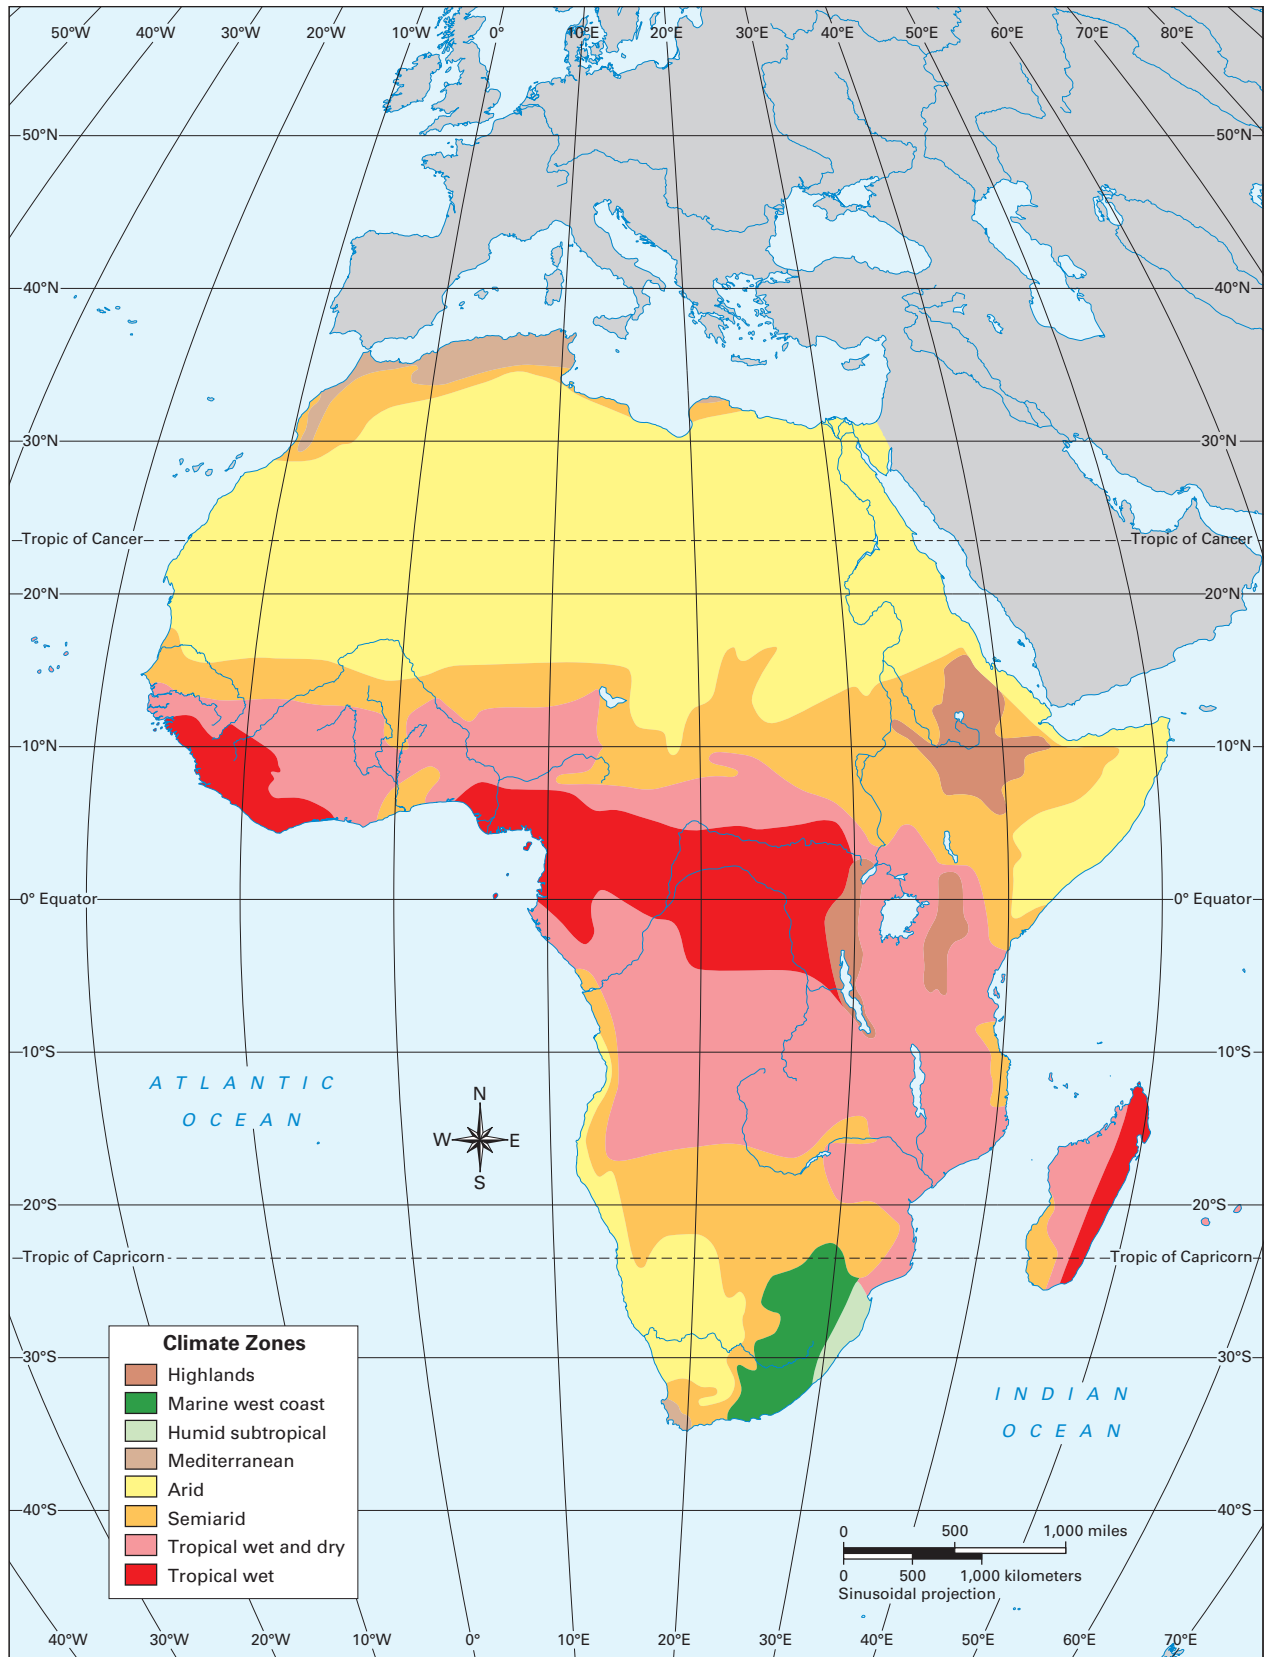 50°W 40°W 30°W 20°W 10°W 0° 10°E 20°E 30°E 40°E 50°E 60°E 70°E 80°E
50°N 50°N
40°N 40°N
30°N 30°N
Tropic of Cancer Tropic of Cancer
20°N 20°N
10°N 10°N
0° Equator 0° Equator
10°S 10°S
ATLANTIC
OCEAN
N
W E
S
20°S 20°S
Tropic of Capricorn Tropic of Capricorn
30°S 30°S
INDIAN
OCEAN
Climate Zones
Highlands
Marine west coast
Humid subtropical
Mediterranean
Arid
Semiarid
Tropical wet and dry
Tropical wet
40°S 40°S
0 500 1,000 miles
0 500 1,000 kilometers
Sinusoidal projection
40°W 30°W 20°W 10°W 0° 10°E 20°E 30°E 40°E 50°E 60°E 70°E